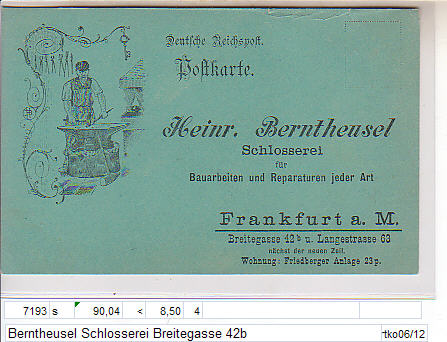 Deutsche Reichspost.
Postkarte.
Heinr. Berntheusel
Schlosserei
für
Bauarbeiten und Reparaturen jeder Art
Frankfurt a. M.
Breitegasse 42b u. Langestrasse 63
nächst der neuen Zeil.
Wohnung: Friedberger Anlage 23p.
7193 s 90,04 < 8,50 4
Berntheusel Schlosserei Breitegasse 42b rtko06/12